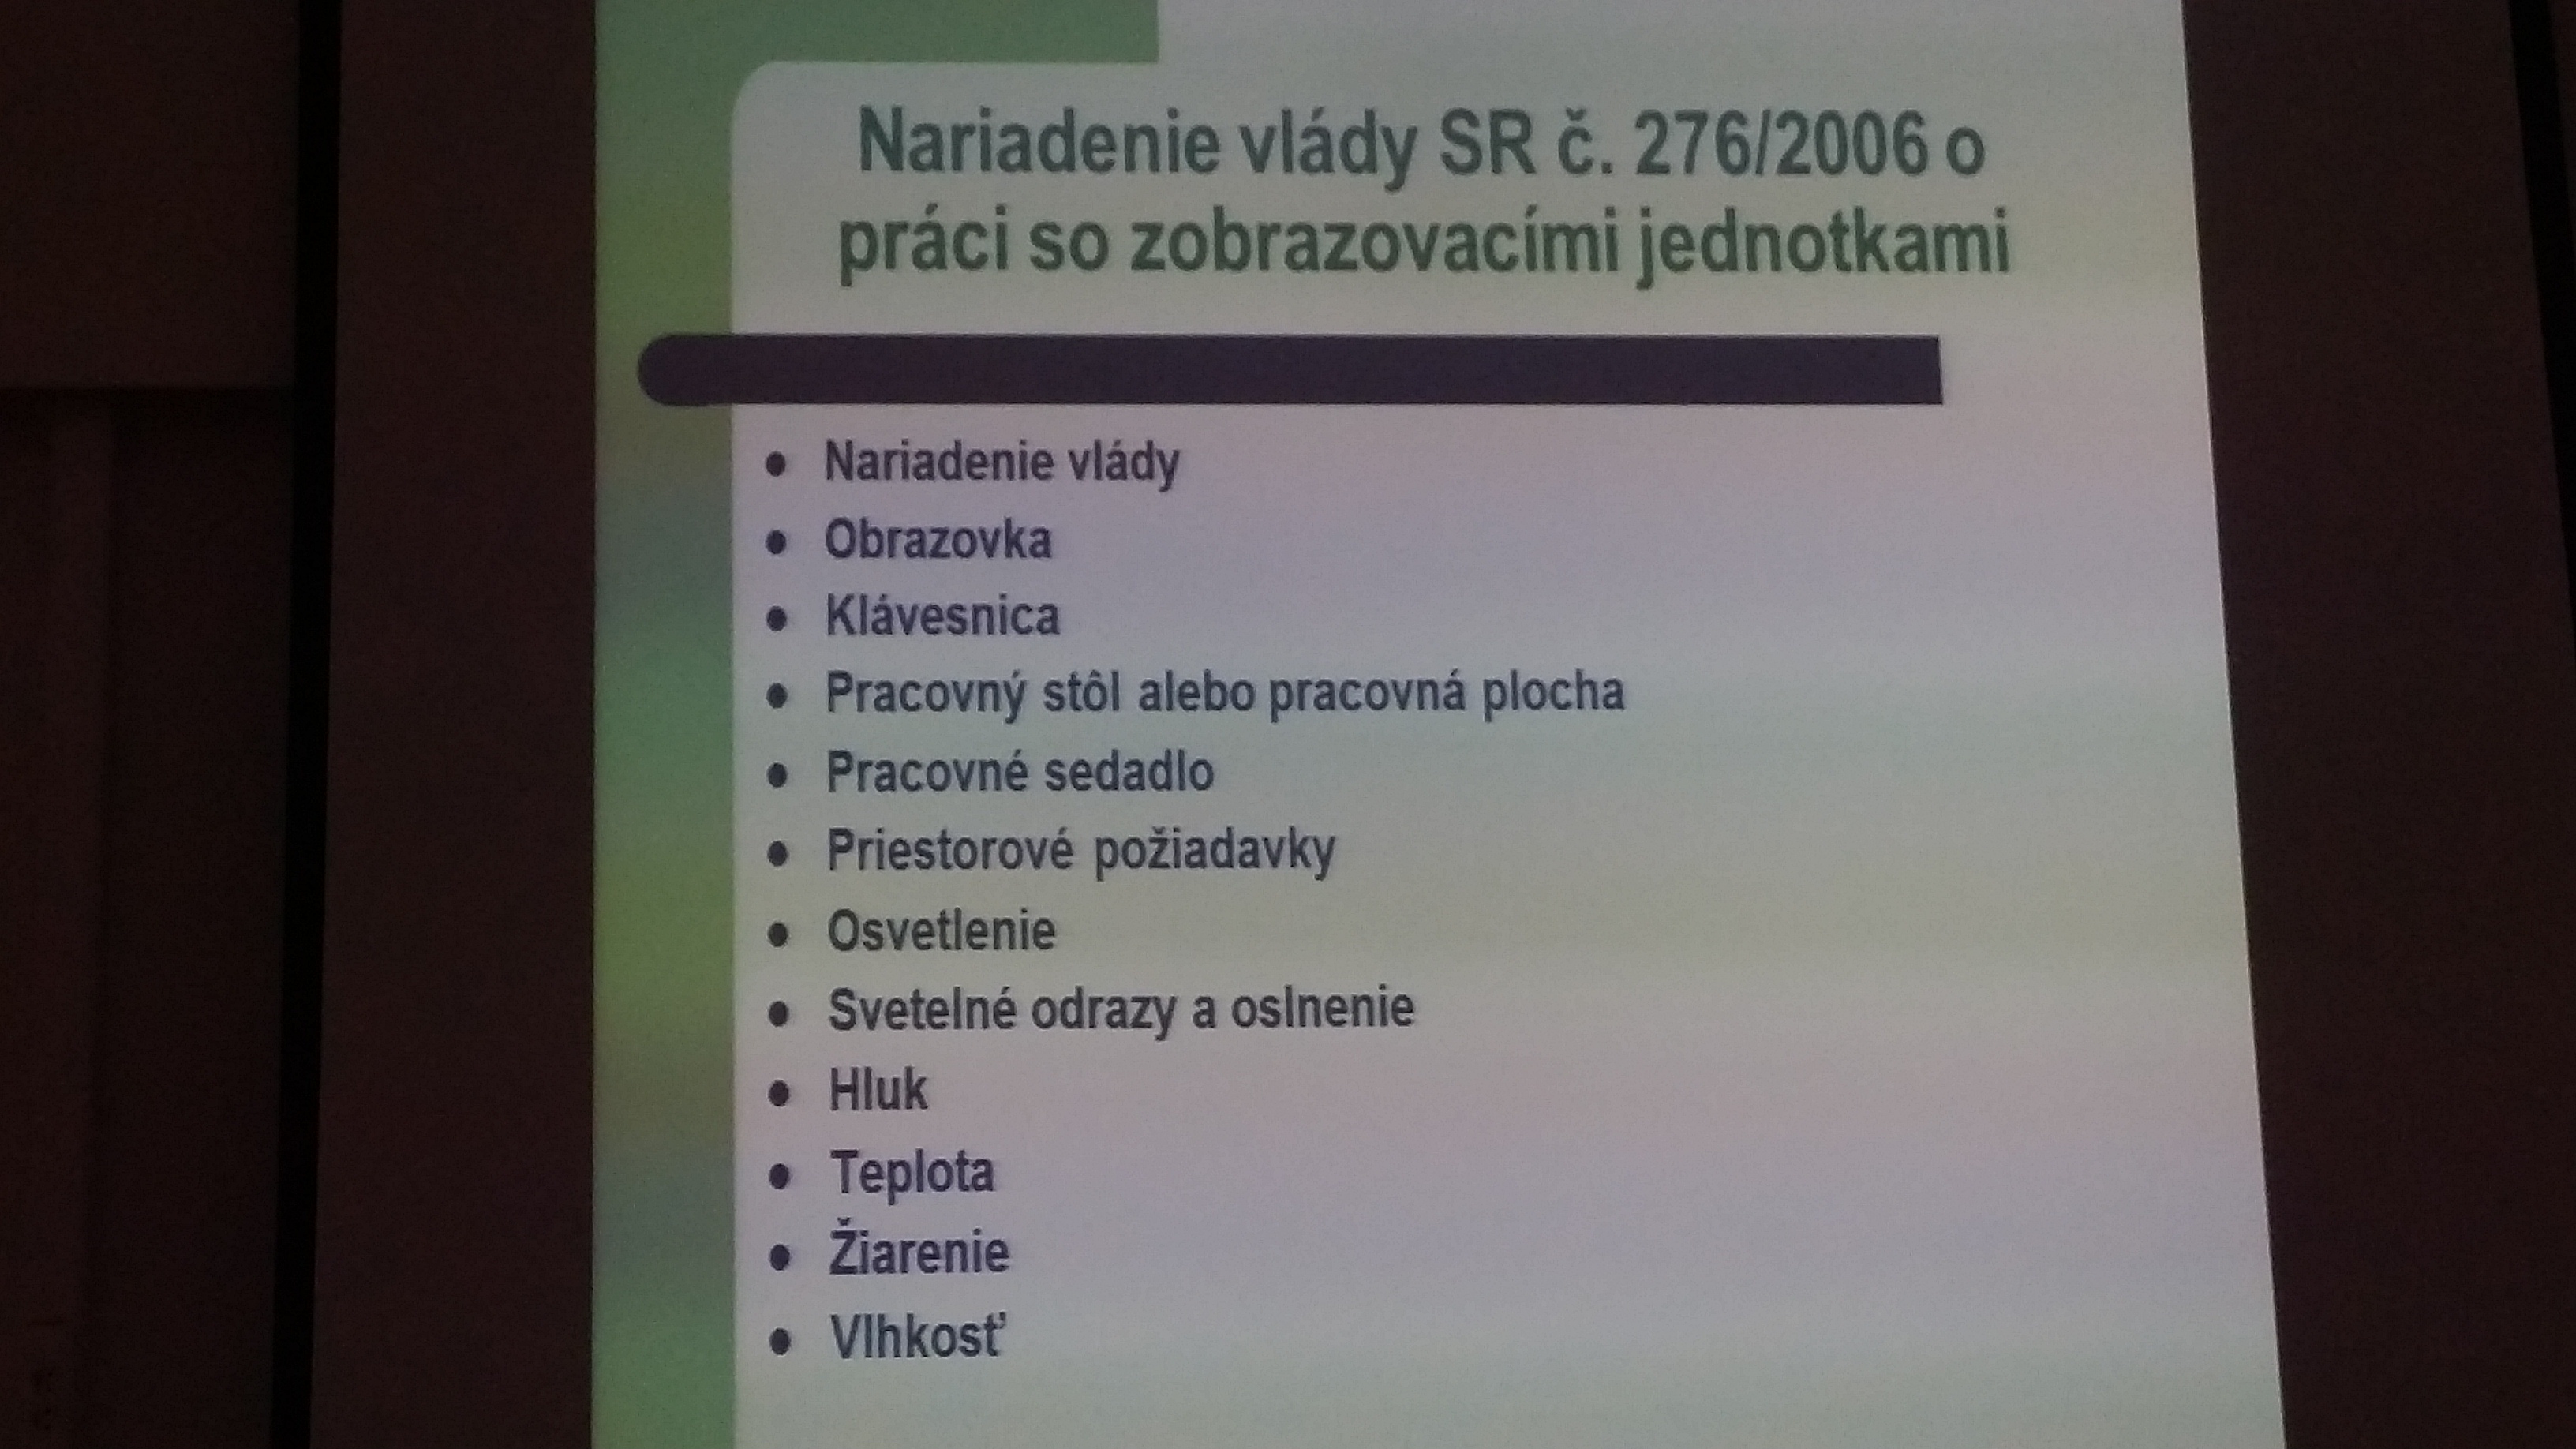 Nariadenie vlády SR č. 276/2006 o
práci so zobrazovacími jednotkami
• Nariadenie vlády
• Obrazovka
• Klávesnica
• Pracovný stôl alebo pracovná plocha
• Pracovné sedadlo
• Priestorové požiadavky
• Osvetlenie
• Svetelné odrazy a oslnenie
• Hluk
• Teplota
• Žiarenie
• Vlhkosť